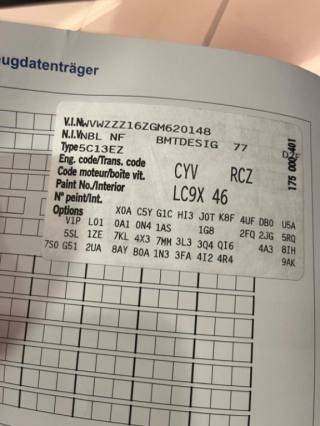 ugdatenträger
V.I.N. WVWZZZ16ZGM620148
N.I.V. NBL NF BMTDESIG 77 D2F
Type 5C13EZ
Eng. code/Trans. code
Code moteur/boite vit. CYV RCZ
Paint No./Interior
N° peint/Int. LC9X 46
Options
X0A C5Y G1C HI3 J0T K8F 4UF DB0 U5A
V1P L01 0A1 0N4 1AS 1G8 2FQ 2JG 5RQ
5SL 1ZE 7KL 4X3 7MM 3L3 3Q4 QI6 4A3 8IH
7S0 G51 2UA 8AY B0A 1N3 3FA 4I2 4R4 9AK
175 000 401